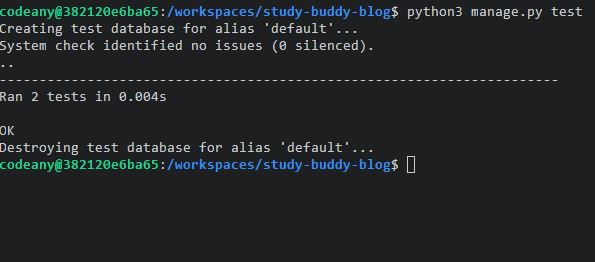 codeany@382120e6ba65:/workspaces/study-buddy-blog$ python3 manage.py test
Creating test database for alias 'default'...
System check identified no issues (0 silenced).
..
----------------------------------------------------------------------
Ran 2 tests in 0.004s
OK
Destroying test database for alias 'default'...
codeany@382120e6ba65:/workspaces/study-buddy-blog$